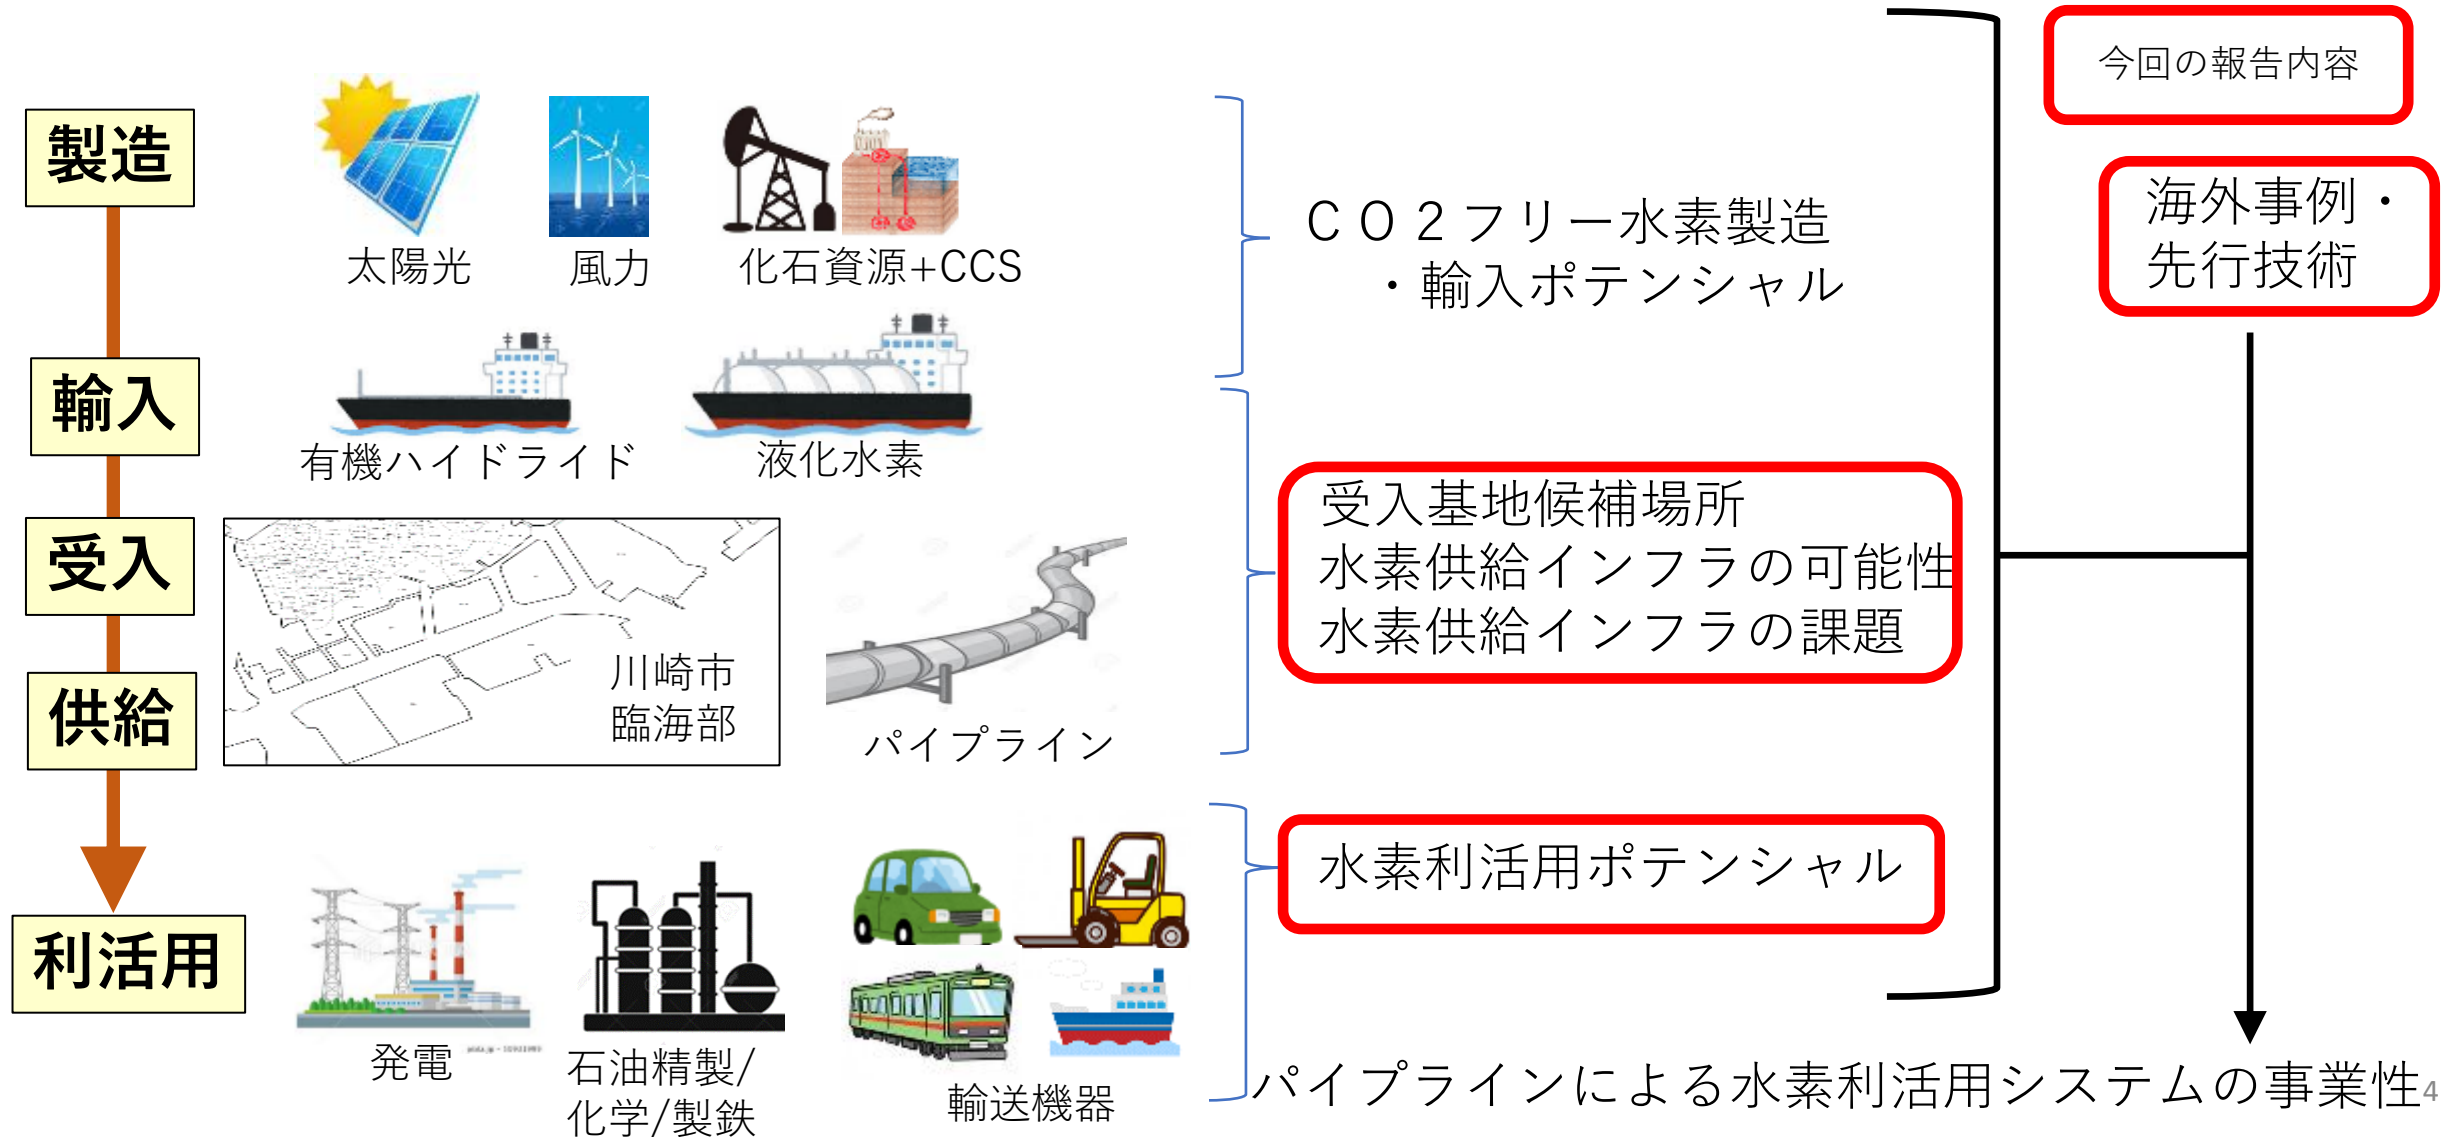 今回の報告内容
製造
太陽光
風力
化石資源+CCS
ＣＯ２フリー水素製造
・輸入ポテンシャル
海外事例・
先行技術
輸入
有機ハイドライド
液化水素
受入
供給
川崎市
臨海部
パイプライン
受入基地候補場所
水素供給インフラの可能性
水素供給インフラの課題
利活用
発電
石油精製/
化学/製鉄
輸送機器
水素利活用ポテンシャル
パイプラインによる水素利活用システムの事業性
4